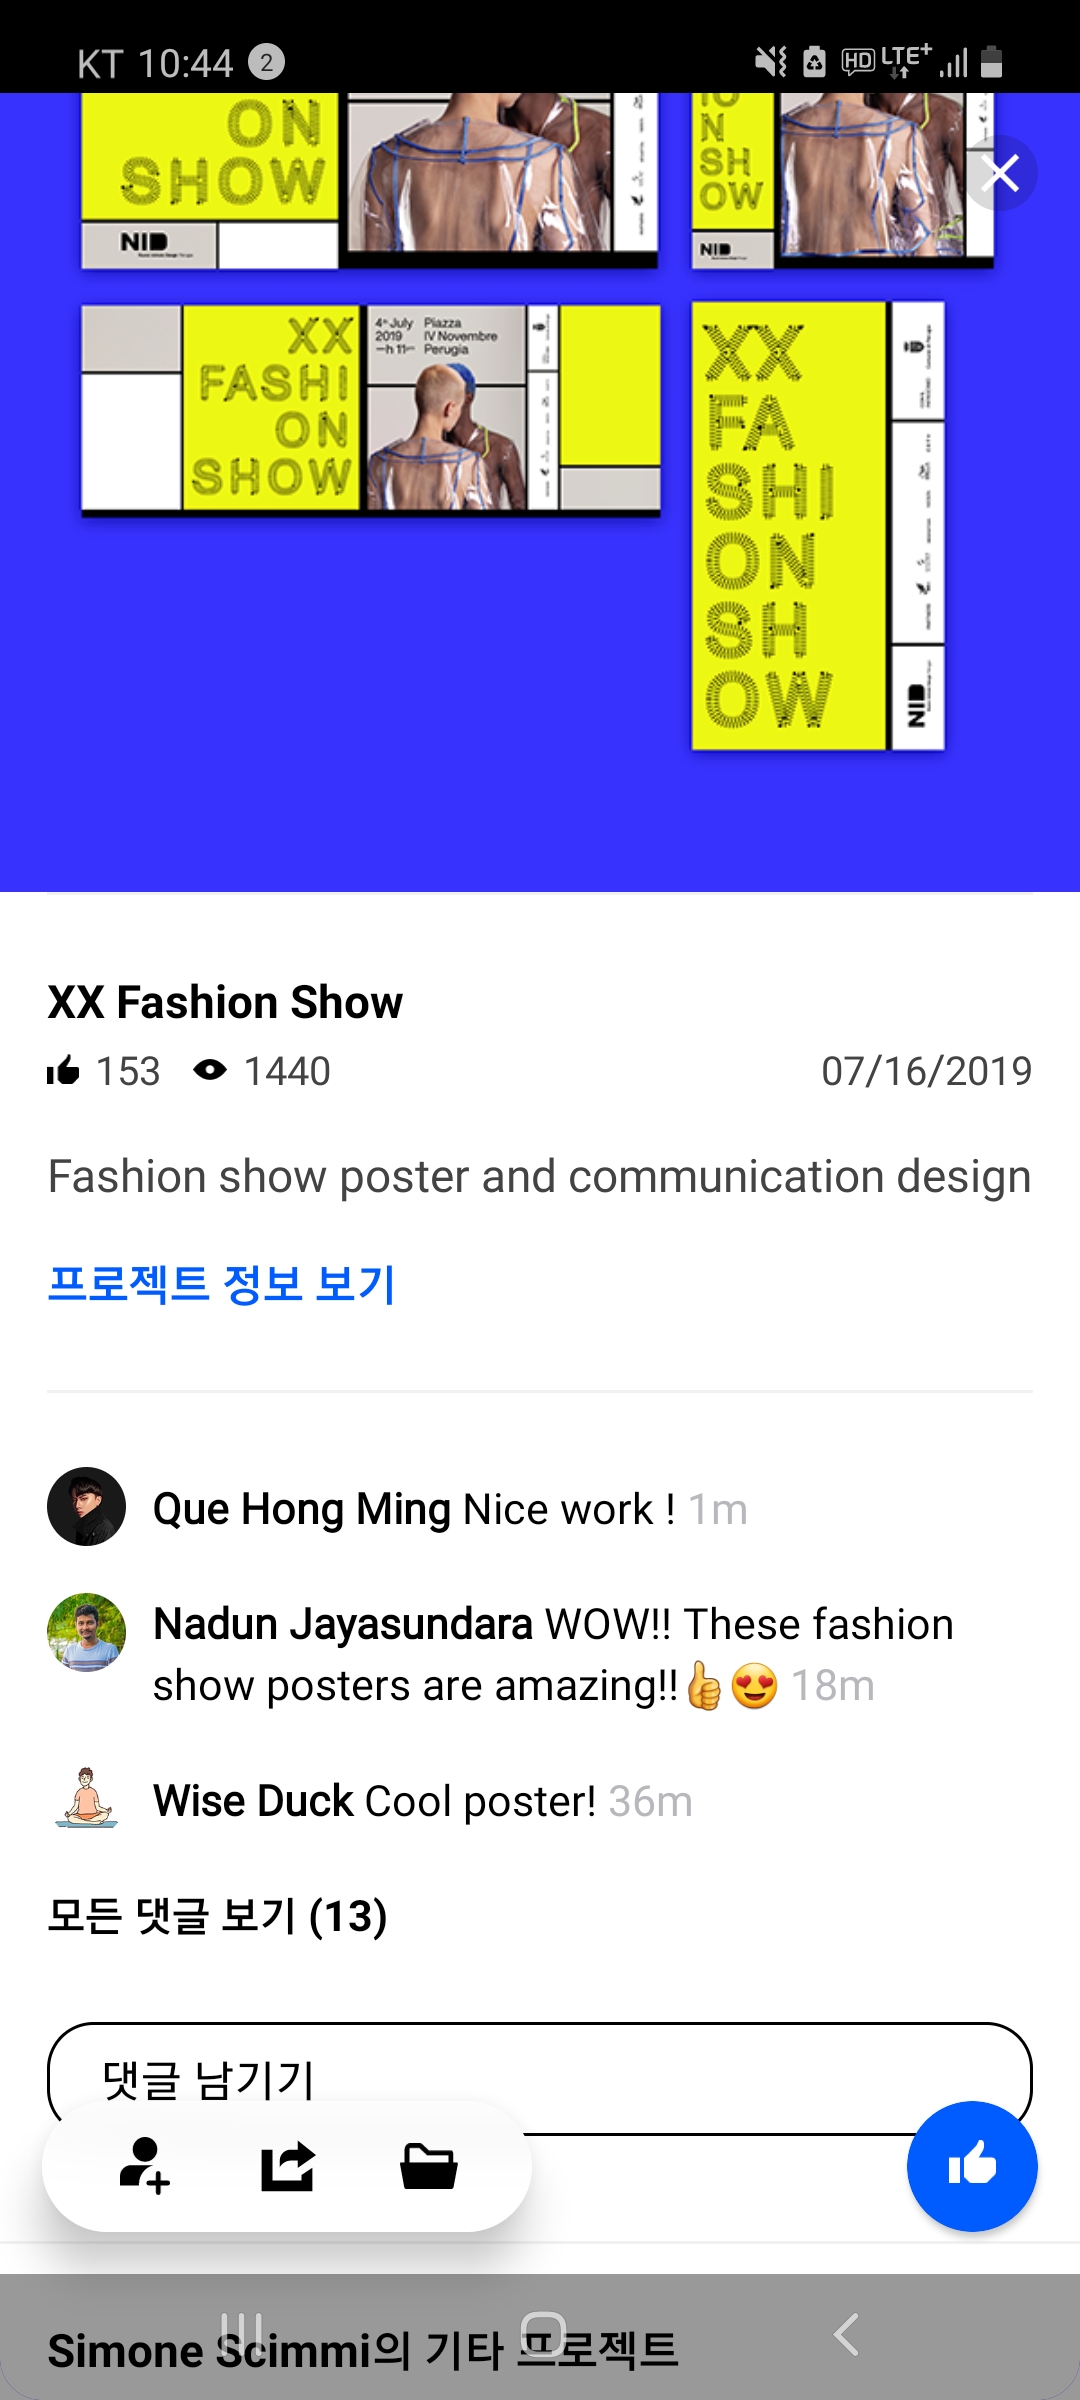 KT 10:44 2
HD LTE+
ON
SHOW
NID
IO
N
SH
OW
NID
XX
FASHI
ON
SHOW
4th July
2019
Piazza
IV Novembre
Perugia
XX
FA
SHI
ON
SH
OW
NID
XX Fashion Show
153 1440 07/16/2019
Fashion show poster and communication design
프로젝트 정보 보기
Que Hong Ming Nice work ! 1m
Nadun Jayasundara WOW!! These fashion
show posters are amazing!!👍😍 18m
Wise Duck Cool poster! 36m
모든 댓글 보기 (13)
댓글 남기기
Simone Scimmi의 기타 프로젝트